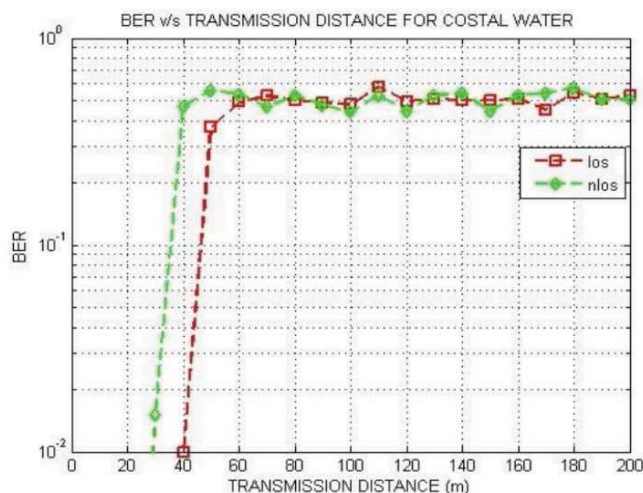 BER v/s TRANSMISSION DISTANCE FOR COSTAL WATER
10^0
10^-1
10^-2
BER
los
nlos
0 20 40 60 80 100 120 140 160 180 200
TRANSMISSION DISTANCE (m)